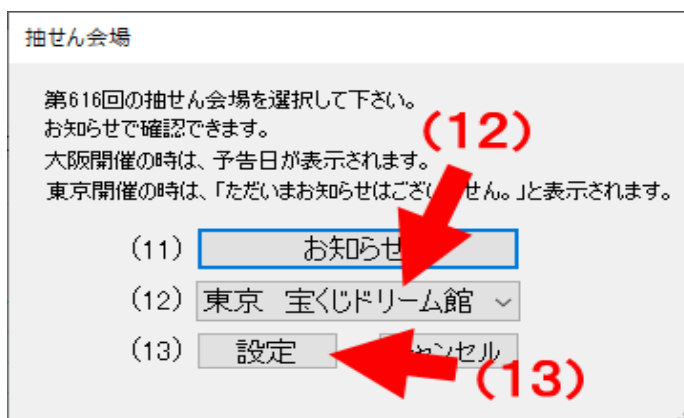 抽せん会場
第616回の抽せん会場を選択して下さい。
お知らせで確認できます。
(12)
大阪開催の時は、予告日が表示されます。
東京開催の時は、「ただいまお知らせはござい せん。」と表示されます。
(11) お知らせ
(12) 東京 宝くじドリーム館
(13) 設定 キャンセル
(13)